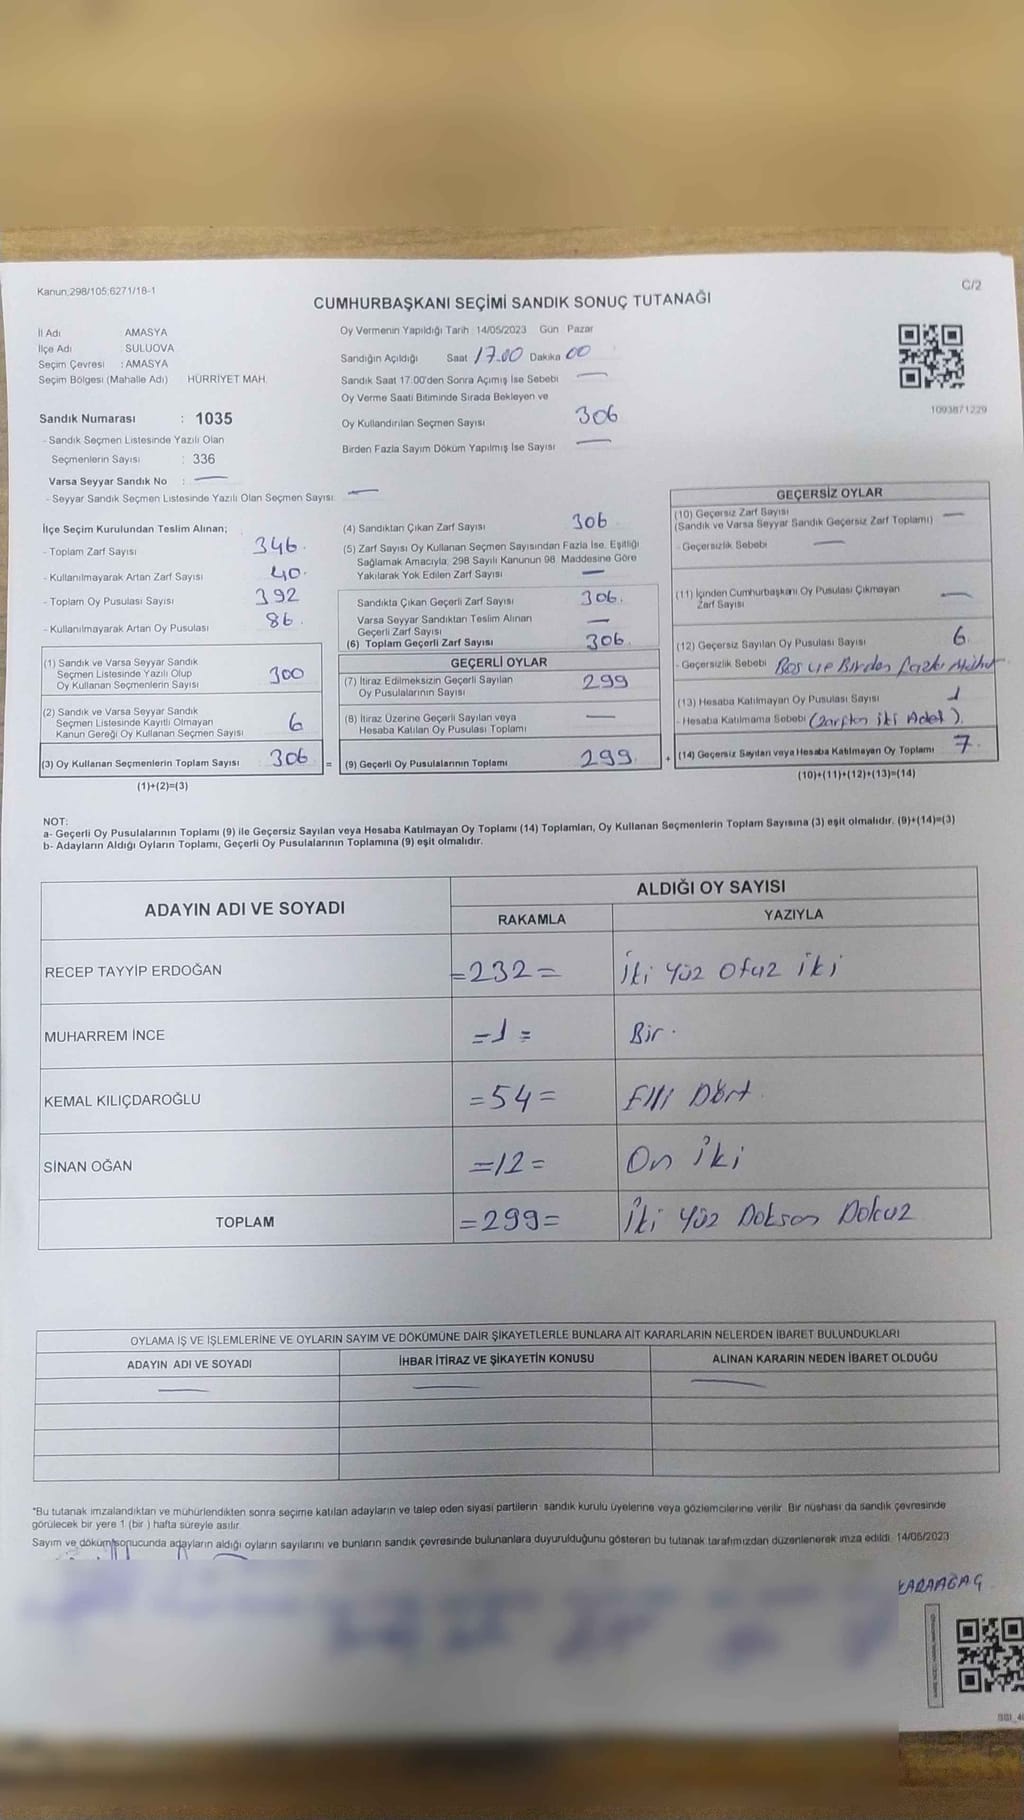 Kanun:298/105;6271/18-1
C/2
CUMHURBAŞKANI SEÇİMİ SANDIK SONUÇ TUTANAĞI
İl Adı AMASYA
İlçe Adı : SULUOVA
Seçim Çevresi : AMASYA
Seçim Bölgesi (Mahalle Adı) HÜRRİYET MAH.
Sandık Numarası : 1035
- Sandık Seçmen Listesinde Yazılı Olan
Seçmenlerin Sayısı : 336
Varsa Seyyar Sandık No :
- Seyyar Sandık Seçmen Listesinde Yazılı Olan Seçmen Sayısı:
Oy Vermenin Yapıldığı Tarih : 14/05/2023 Gün : Pazar
Sandığın Açıldığı Saat 17.00 Dakika 00
Sandık Saat 17.00'den Sonra Açımış İse Sebebi
Oy Verme Saati Bitiminde Sırada Bekleyen ve
Oy Kullandırılan Seçmen Sayısı 306
Birden Fazla Sayım Döküm Yapılmış İse Sayısı
1093871229
İlçe Seçim Kurulundan Teslim Alınan;
- Toplam Zarf Sayısı 346.
- Kullanılmayarak Artan Zarf Sayısı 40.
- Toplam Oy Pusulası Sayısı 392
- Kullanılmayarak Artan Oy Pusulası 86.
(1) Sandık ve Varsa Seyyar Sandık
Seçmen Listesinde Yazılı Olup
Oy Kullanan Seçmenlerin Sayısı 300
(2) Sandık ve Varsa Seyyar Sandık
Seçmen Listesinde Kayıtlı Olmayan
Kanun Gereği Oy Kullanan Seçmen Sayısı 6
(3) Oy Kullanan Seçmenlerin Toplam Sayısı 306 =
(1)+(2)=(3)
(4) Sandıktan Çıkan Zarf Sayısı 306
(5) Zarf Sayısı Oy Kullanan Seçmen Sayısından Fazla İse, Eşitliği
Sağlamak Amacıyla, 298 Sayılı Kanunun 98. Maddesine Göre
Yakılarak Yok Edilen Zarf Sayısı
Sandıkta Çıkan Geçerli Zarf Sayısı 306.
Varsa Seyyar Sandıktan Teslim Alınan
Geçerli Zarf Sayısı
(6) Toplam Geçerli Zarf Sayısı 306.
GEÇERLİ OYLAR
(7) İtiraz Edilmeksizin Geçerli Sayılan
Oy Pusulalarının Sayısı 299
(8) İtiraz Üzerine Geçerli Sayılan veya
Hesaba Katılan Oy Pusulası Toplamı
(9) Geçerli Oy Pusulalarının Toplamı 299. +
GEÇERSİZ OYLAR
(10) Geçersiz Zarf Sayısı
(Sandık ve Varsa Seyyar Sandık Geçersiz Zarf Toplamı)
- Geçersizlik Sebebi
(11) İçinden Cumhurbaşkanı Oy Pusulası Çıkmayan
Zarf Sayısı
(12) Geçersiz Sayılan Oy Pusulası Sayısı 6.
- Geçersizlik Sebebi Boş ve Birden fazla
(13) Hesaba Katılmayan Oy Pusulası Sayısı 1
- Hesaba Katılmama Sebebi (Zarftan iki Adet).
(14) Geçersiz Sayılan veya Hesaba Katılmayan Oy Toplamı 7.
(10)+(11)+(12)+(13)=(14)
NOT:
a- Geçerli Oy Pusulalarının Toplamı (9) ile Geçersiz Sayılan veya Hesaba Katılmayan Oy Toplamı (14) Toplamları, Oy Kullanan Seçmenlerin Toplam Sayısına (3) eşit olmalıdır. (9)+(14)=(3)
b- Adayların Aldığı Oyların Toplamı, Geçerli Oy Pusulalarının Toplamına (9) eşit olmalıdır.
ADAYIN ADI VE SOYADI ALDIĞI OY SAYISI
RAKAMLA YAZIYLA
RECEP TAYYİP ERDOĞAN =232= İki Yüz Otuz iki
MUHARREM İNCE =1= Bir.
KEMAL KILIÇDAROĞLU =54= Elli Dört.
SİNAN OĞAN =12= On iki
TOPLAM =299= İki Yüz Doksan Dokuz
OYLAMA İŞ VE İŞLEMLERİNE VE OYLARIN SAYIM VE DÖKÜMÜNE DAİR ŞİKAYETLERLE BUNLARA AİT KARARLARIN NELERDEN İBARET BULUNDUKLARI
ADAYIN ADI VE SOYADI İHBAR İTİRAZ VE ŞİKAYETİN KONUSU ALINAN KARARIN NEDEN İBARET OLDUĞU
*Bu tutanak imzalandıktan ve mühürlendikten sonra seçime katılan adayların ve talep eden siyasi partilerin sandık kurulu üyelerine veya gözlemcilerine verilir. Bir nüshası da sandık çevresinde
görülecek bir yere 1 (bir ) hafta süreyle asılır.
Sayım ve döküm sonucunda adayların aldığı oyların sayılarını ve bunların sandık çevresinde bulunanlara duyurulduğunu gösteren bu tutanak tarafımızdan düzenlenerek imza edildi. 14/05/2023
KARAAĞAÇ